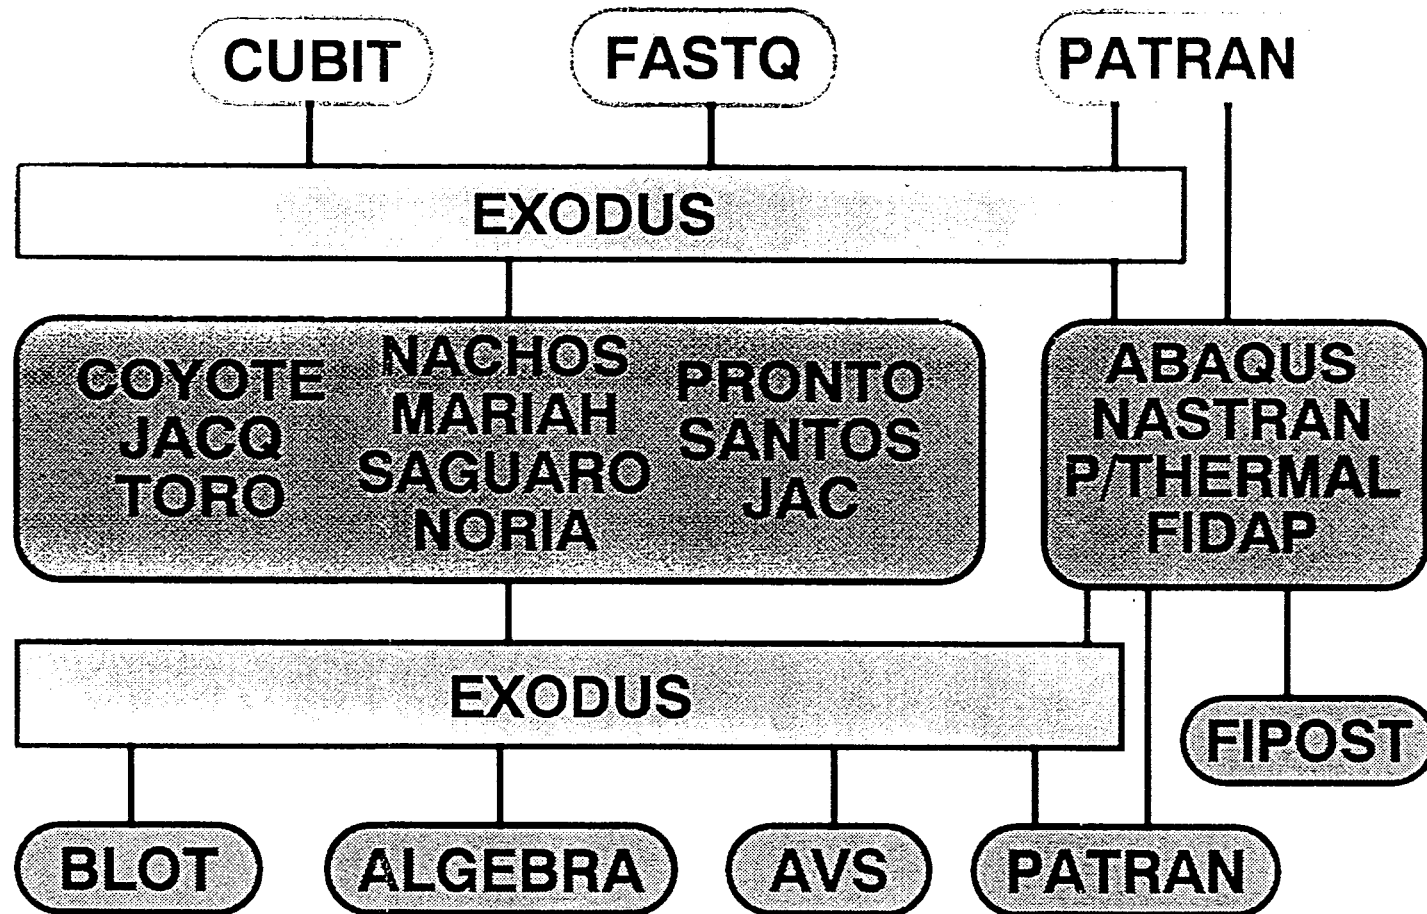 CUBIT
FASTQ
PATRAN
EXODUS
COYOTE
JACQ
TORO
NACHOS
MARIAH
SAGUARO
NORIA
PRONTO
SANTOS
JAC
ABAQUS
NASTRAN
P/THERMAL
FIDAP
EXODUS
FIPOST
BLOT
ALGEBRA
AVS
PATRAN